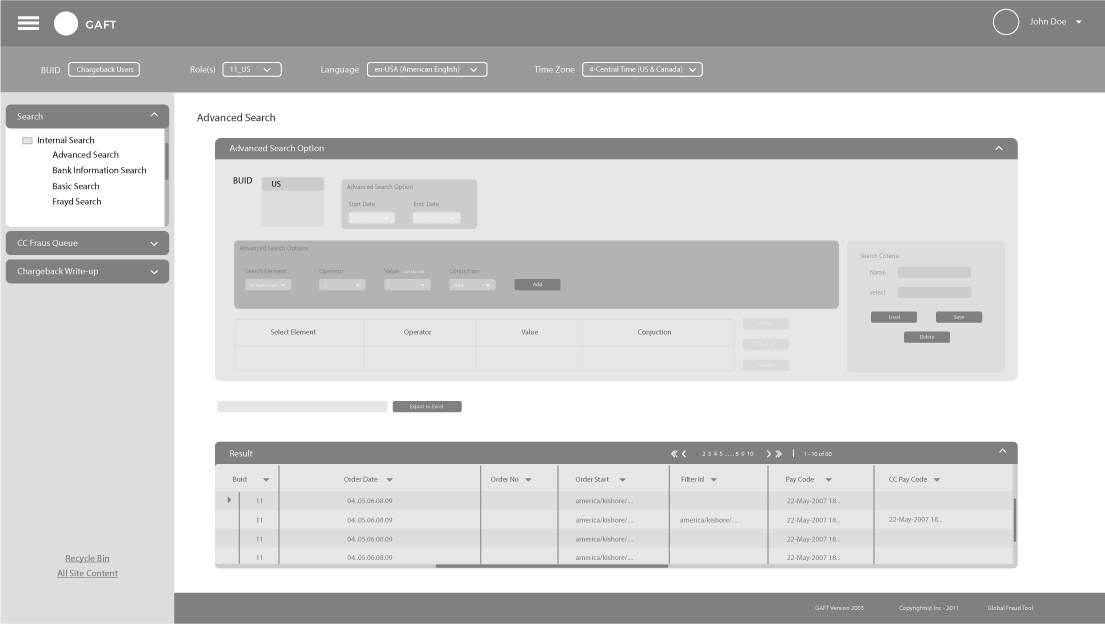 GAFT
John Doe
BUID Chargeback Users Role(s) 11_US Language en-USA (American English) Time Zone 4-Central Time (US & Canada)
Search
Internal Search
Advanced Search
Bank Information Search
Basic Search
Frayd Search
CC Fraus Queue
Chargeback Write-up
Recycle Bin
All Site Content
Advanced Search
Advanced Search Option
BUID US
Advanced Search Option
Start Date End Date
Advanced Search Options
Search Element Operator Value Conjuction
Active Code And Add
Search Criteria
Name
select
Load Save
Delete
Select Element Operator Value Conjuction
Export to Excel
Result 2 3 4 5 ..... 8 9 10 1 - 10 of 60
Buid Order Date Order No Order Start Filter Id Pay Code CC Pay Code
11 04..05.06.08.09 america/kishore/... 22-May-2007 18...
11 04..05.06.08.09 america/kishore/... america/kishore/... 22-May-2007 18... 22-May-2007 18...
11 04..05.06.08.09 america/kishore/... 22-May-2007 18...
11 04..05.06.08.09 america/kishore/... 22-May-2007 18...
GAFT Version 2005 Copyrights@ Inc - 2011 Global Fraud Tool